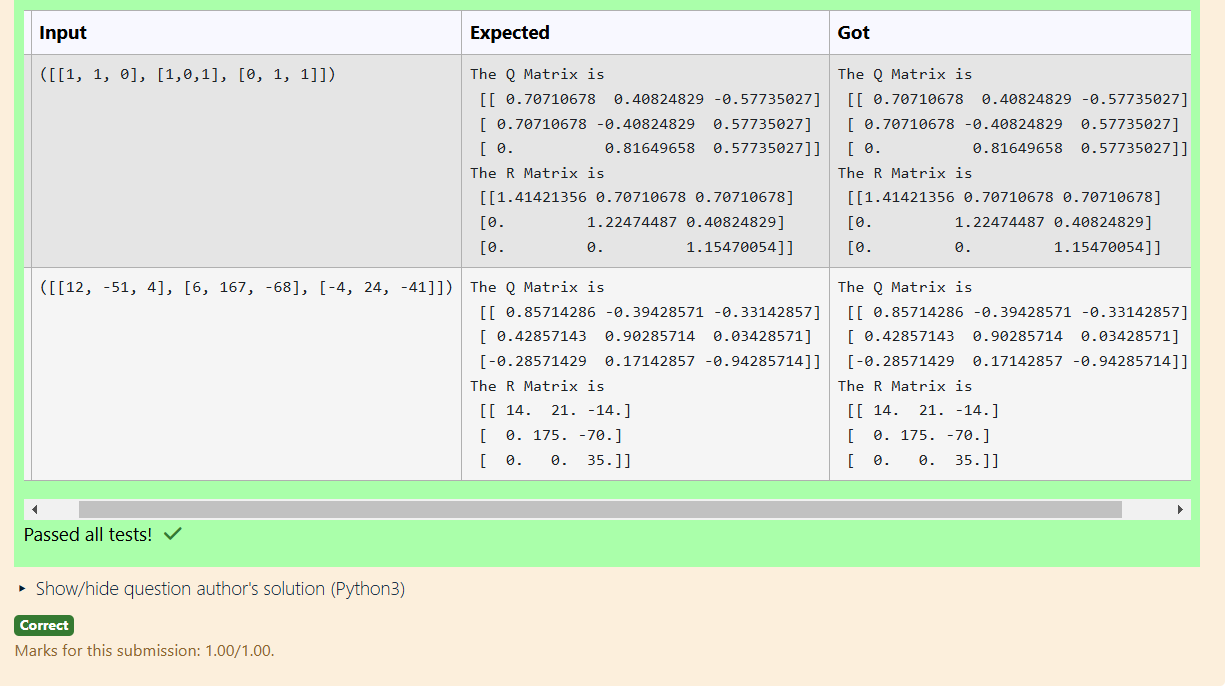 Input Expected Got
([[1, 1, 0], [1,0,1], [0, 1, 1]])
The Q Matrix is
[[ 0.70710678  0.40824829 -0.57735027]
[ 0.70710678 -0.40824829  0.57735027]
[ 0.          0.81649658  0.57735027]]
The R Matrix is
[[1.41421356 0.70710678 0.70710678]
[0.         1.22474487 0.40824829]
[0.         0.         1.15470054]]
The Q Matrix is
[[ 0.70710678  0.40824829 -0.57735027]
[ 0.70710678 -0.40824829  0.57735027]
[ 0.          0.81649658  0.57735027]]
The R Matrix is
[[1.41421356 0.70710678 0.70710678]
[0.         1.22474487 0.40824829]
[0.         0.         1.15470054]]
([[12, -51, 4], [6, 167, -68], [-4, 24, -41]])
The Q Matrix is
[[ 0.85714286 -0.39428571 -0.33142857]
[ 0.42857143  0.90285714  0.03428571]
[-0.28571429  0.17142857 -0.94285714]]
The R Matrix is
[[ 14.  21. -14.]
[  0. 175. -70.]
[  0.   0.  35.]]
The Q Matrix is
[[ 0.85714286 -0.39428571 -0.33142857]
[ 0.42857143  0.90285714  0.03428571]
[-0.28571429  0.17142857 -0.94285714]]
The R Matrix is
[[ 14.  21. -14.]
[  0. 175. -70.]
[  0.   0.  35.]]
Passed all tests!
Show/hide question author's solution (Python3)
Correct
Marks for this submission: 1.00/1.00.